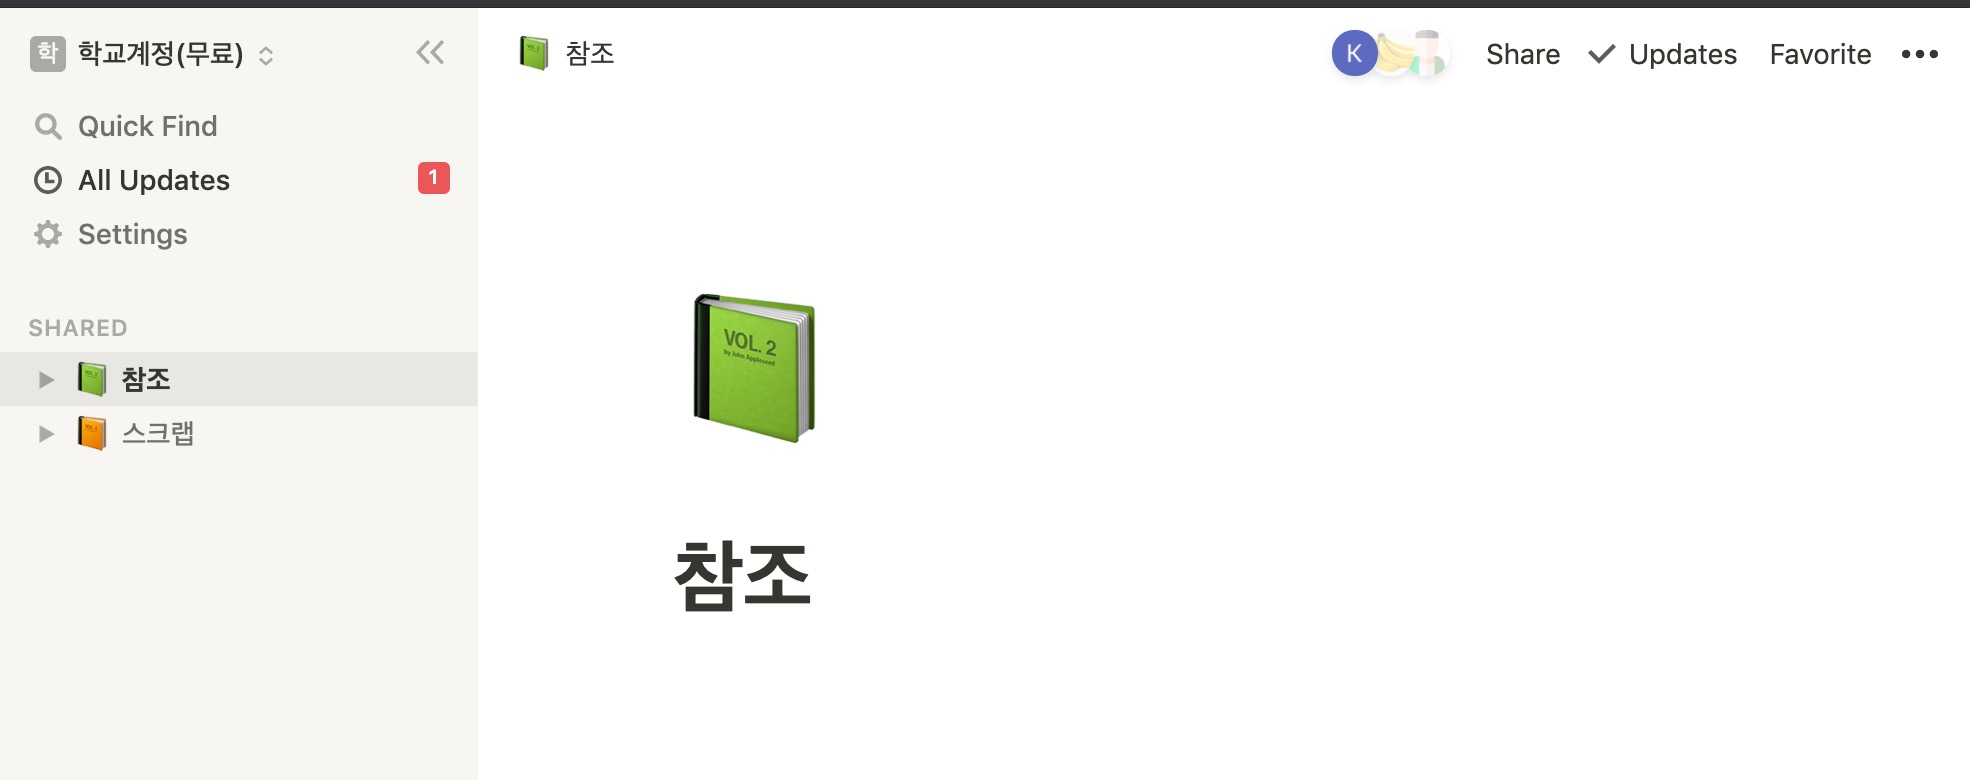 학 학교계정(무료)
Quick Find
All Updates 1
Settings
SHARED
참조
스크랩
참조
K Share Updates Favorite
VOL. 2
by John Appleseed
참조